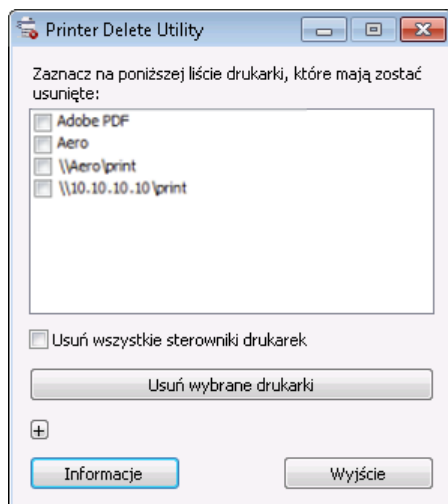 Printer Delete Utility
Zaznacz na poniższej liście drukarki, które mają zostać
usunięte:
Adobe PDF
Aero
\\Aero\print
\\10.10.10.10\print
Usuń wszystkie sterowniki drukarek
Usuń wybrane drukarki
Informacje
Wyjście